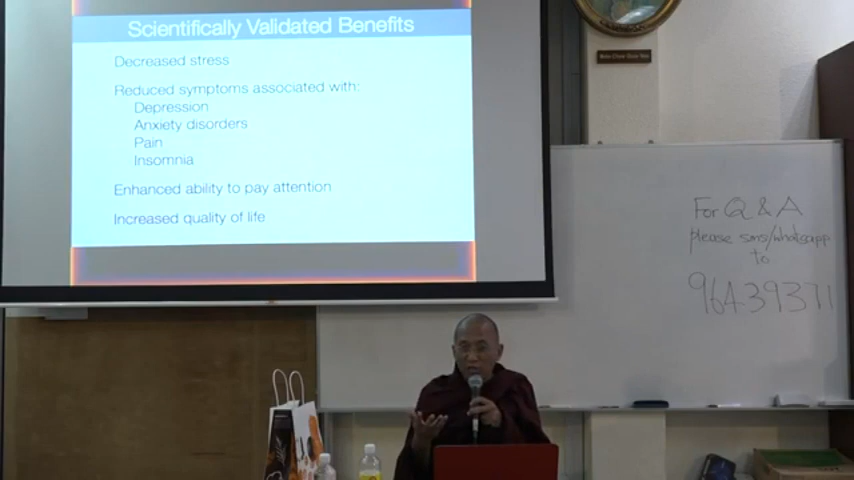 Scientifically Validated Benefits
Decreased stress
Reduced symptoms associated with:
Depression
Anxiety disorders
Pain
Insomnia
Enhanced ability to pay attention
Increased quality of life
For Q & A
please sms/whatsapp
to
96439371